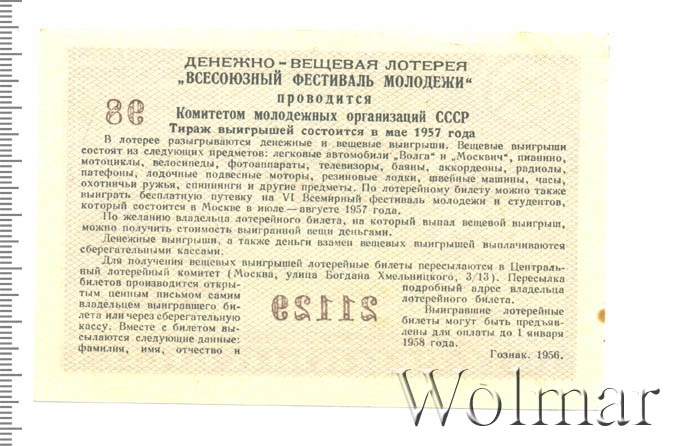 ДЕНЕЖНО-ВЕЩЕВАЯ ЛОТЕРЕЯ
„ВСЕСОЮЗНЫЙ ФЕСТИВАЛЬ МОЛОДЕЖИ“
проводится
98
Комитетом молодежных организаций СССР
Тираж выигрышей состоится в мае 1957 года
В лотерее разыгрываются денежные и вещевые выигрыши. Вещевые выигрыши
состоят из следующих предметов: легковые автомобили „Волга“ и „Москвич“, пианино,
мотоциклы, велосипеды, фотоаппараты, телевизоры, баяны, аккордеоны, радиолы,
патефоны, лодочные подвесные моторы, резиновые лодки, швейные машины, часы,
охотничьи ружья, спиннинги и другие предметы. По лотерейному билету можно также
выиграть бесплатную путевку на VI Всемирный фестиваль молодежи и студентов,
который состоится в Москве в июле—августе 1957 года.
По желанию владельца лотерейного билета, на который выпал вещевой выигрыш,
можно получить стоимость выигранной вещи деньгами.
Денежные выигрыши, а также деньги взамен вещевых выигрышей выплачиваются
сберегательными кассами.
Для получения вещевых выигрышей лотерейные билеты пересылаются в Централь-
ный лотерейный комитет (Москва, улица Богдана Хмельницкого, 3/13). Пересылка
билетов производится откры-
тым ценным письмом самим
владельцем выигравшего би-
лета или через сберегательную
кассу. Вместе с билетом вы-
сылаются следующие данные:
фамилия, имя, отчество и
21129
подробный адрес владельца
лотерейного билета.
Выигравшие лотерейные
билеты могут быть предъяв-
лены для оплаты до 1 января
1958 года.
Гознак. 1956.
Wolmar